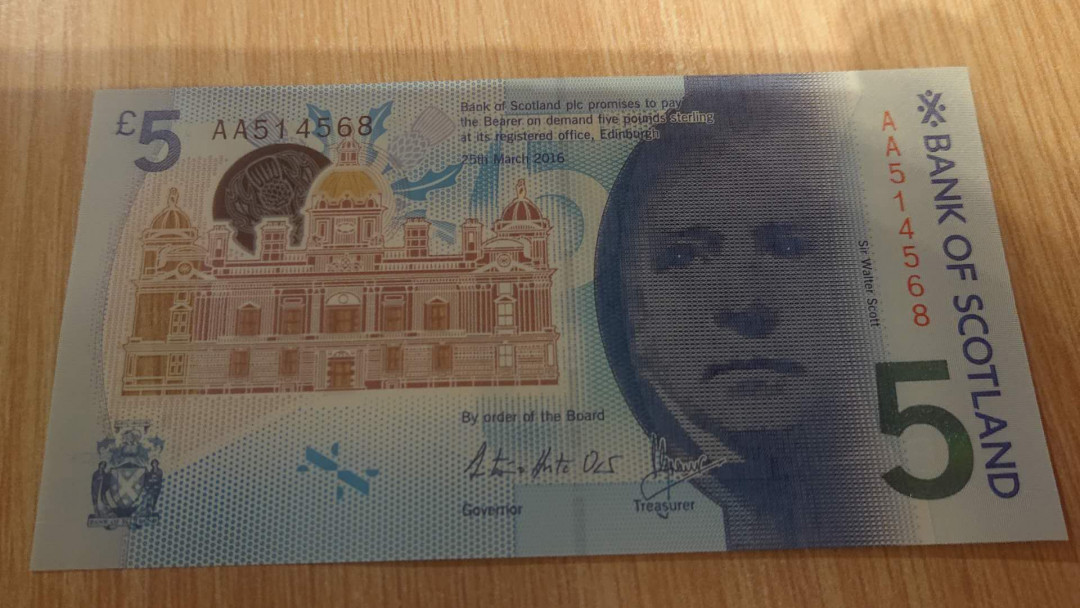 £5 AA514568
Bank of Scotland plc promises to pay
the Bearer on demand five pounds sterling
at its registered office, Edinburgh
25th March 2016
By order of the Board
Governor
Treasurer
Sir Walter Scott
AA514568
5
BANK OF SCOTLAND